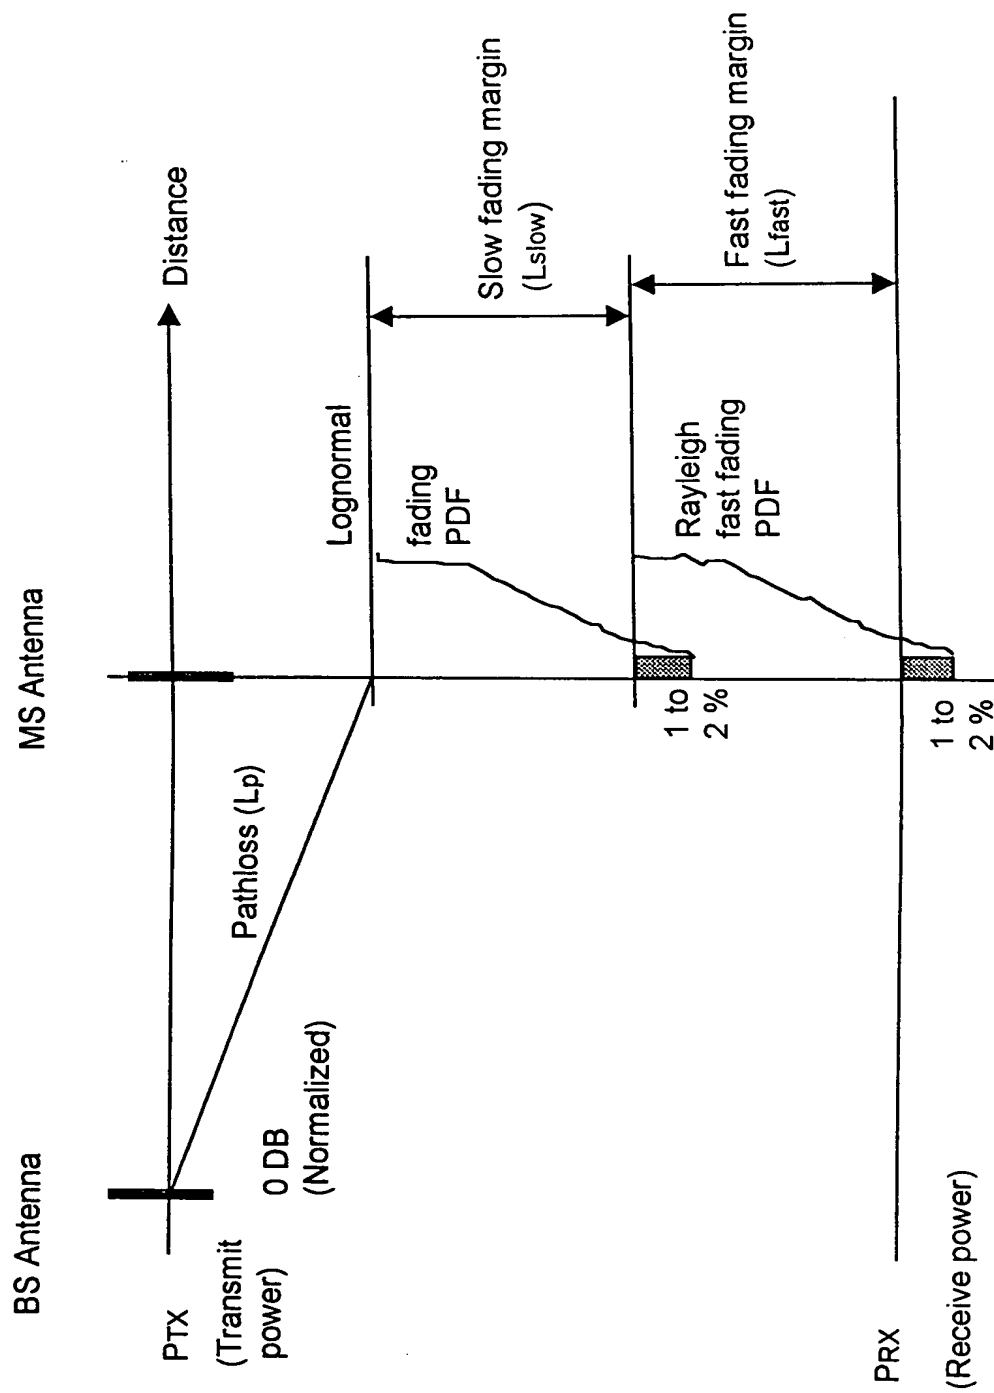 BS Antenna
MS Antenna
PTX
(Transmit
power)
0 DB
(Normalized)
Pathloss (Lp)
Distance
Lognormal
fading
PDF
Slow fading margin
(Lslow)
1 to
2 %
Rayleigh
fast fading
PDF
Fast fading margin
(Lfast)
1 to
2 %
PRX
(Receive power)